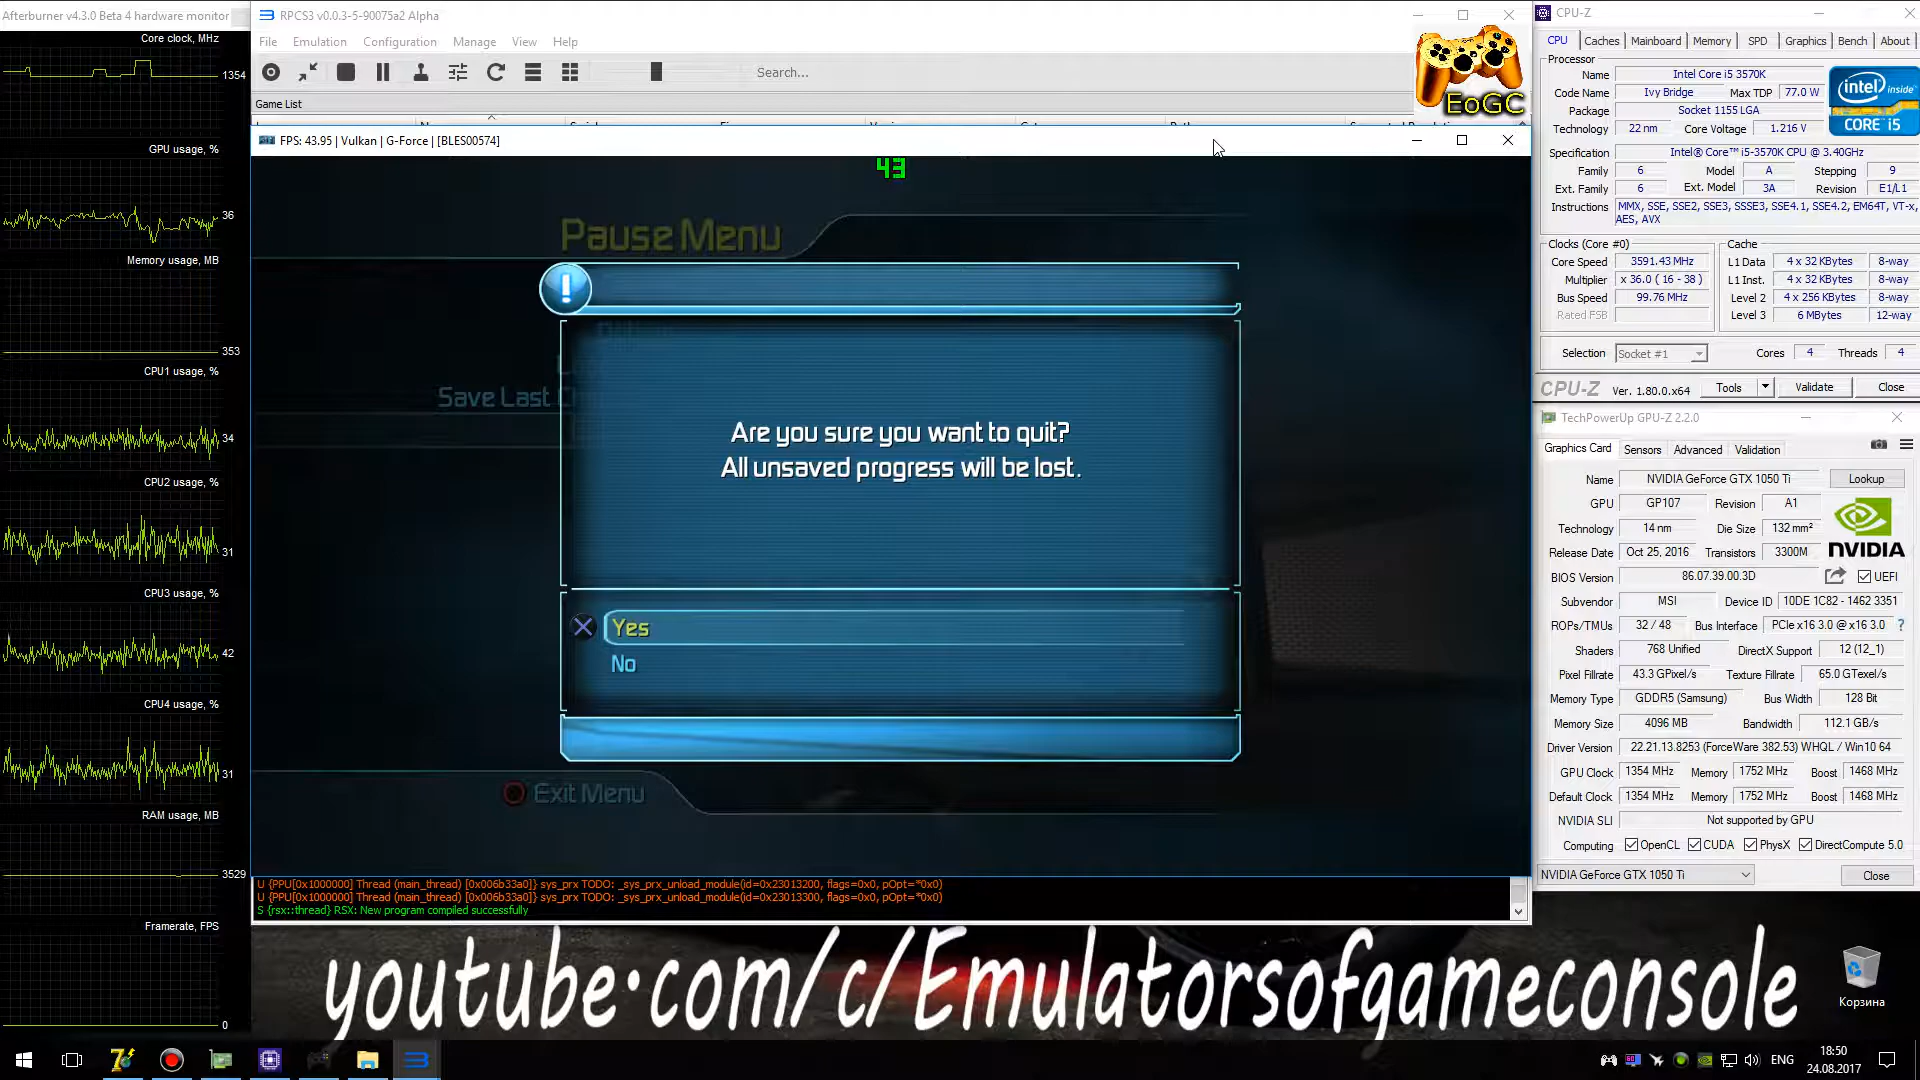 Afterburner v4.3.0 Beta 4 hardware monitor
Core clock, MHz
1354
GPU usage, %
36
Memory usage, MB
353
CPU1 usage, %
34
CPU2 usage, %
31
CPU3 usage, %
42
CPU4 usage, %
31
RAM usage, MB
3529
Framerate, FPS
0
RPCS3 v0.0.3-5-90075a2 Alpha
File Emulation Configuration Manage View Help
Search...
EoGC
Game List
FPS: 43.95 | Vulkan | G-Force | [BLES00574]
43
Pause Menu
Save Last
Are you sure you want to quit?
All unsaved progress will be lost.
Yes
No
Exit Menu
U {PPU[0x1000000] Thread (main_thread) [0x006b33a0]} sys_prx TODO: _sys_prx_unload_module(id=0x23013200, flags=0x0, pOpt=*0x0)
U {PPU[0x1000000] Thread (main_thread) [0x006b33a0]} sys_prx TODO: _sys_prx_unload_module(id=0x23013300, flags=0x0, pOpt=*0x0)
S {rsx::thread} RSX: New program compiled successfully
CPU-Z
CPU Caches Mainboard Memory SPD Graphics Bench About
Processor
Name Intel Core i5 3570K
Code Name Ivy Bridge Max TDP 77.0 W
Package Socket 1155 LGA
Technology 22 nm Core Voltage 1.216 V
intel inside™
CORE i5
Specification Intel® Core™ i5-3570K CPU @ 3.40GHz
Family 6 Model A Stepping 9
Ext. Family 6 Ext. Model 3A Revision E1/L1
Instructions MMX, SSE, SSE2, SSE3, SSSE3, SSE4.1, SSE4.2, EM64T, VT-x,
AES, AVX
Clocks (Core #0) Cache
Core Speed 3591.43 MHz L1 Data 4 x 32 KBytes 8-way
Multiplier x 36.0 ( 16 - 38 ) L1 Inst. 4 x 32 KBytes 8-way
Bus Speed 99.76 MHz Level 2 4 x 256 KBytes 8-way
Rated FSB Level 3 6 MBytes 12-way
Selection Socket #1 Cores 4 Threads 4
CPU-Z Ver. 1.80.0.x64 Tools Validate Close
TechPowerUp GPU-Z 2.2.0
Graphics Card Sensors Advanced Validation
Name NVIDIA GeForce GTX 1050 Ti Lookup
GPU GP107 Revision A1
Technology 14 nm Die Size 132 mm²
Release Date Oct 25, 2016 Transistors 3300M
NVIDIA
BIOS Version 86.07.39.00.3D UEFI
Subvendor MSI Device ID 10DE 1C82 - 1462 3351
ROPs/TMUs 32 / 48 Bus Interface PCIe x16 3.0 @ x16 3.0 ?
Shaders 768 Unified DirectX Support 12 (12_1)
Pixel Fillrate 43.3 GPixel/s Texture Fillrate 65.0 GTexel/s
Memory Type GDDR5 (Samsung) Bus Width 128 Bit
Memory Size 4096 MB Bandwidth 112.1 GB/s
Driver Version 22.21.13.8253 (ForceWare 382.53) WHQL / Win10 64
GPU Clock 1354 MHz Memory 1752 MHz Boost 1468 MHz
Default Clock 1354 MHz Memory 1752 MHz Boost 1468 MHz
NVIDIA SLI Not supported by GPU
Computing OpenCL CUDA PhysX DirectCompute 5.0
NVIDIA GeForce GTX 1050 Ti Close
youtube.com/c/Emulatorsofgameconsole
Корзина
ENG
18:50
24.08.2017